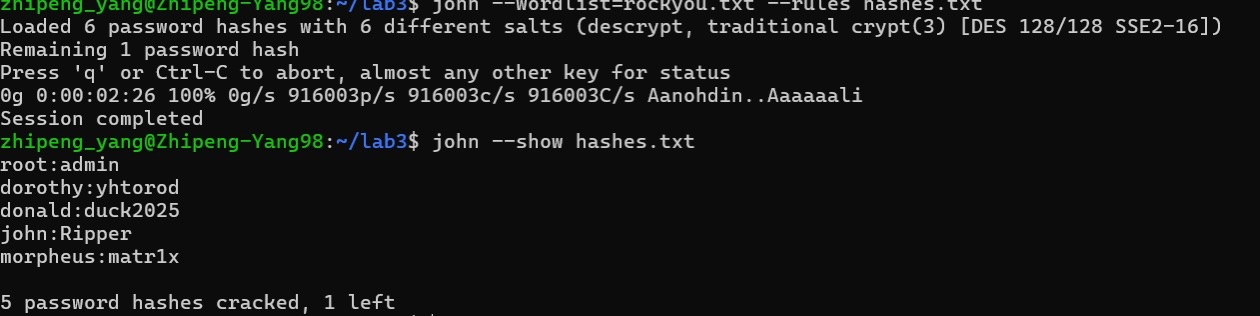 zhipeng_yang@Zhipeng-Yang98:~/lab3$ john --wordlist=rockyou.txt --rules hashes.txt
Loaded 6 password hashes with 6 different salts (descrypt, traditional crypt(3) [DES 128/128 SSE2-16])
Remaining 1 password hash
Press 'q' or Ctrl-C to abort, almost any other key for status
0g 0:00:02:26 100% 0g/s 916003p/s 916003c/s 916003C/s Aanohdin..Aaaaaali
Session completed
zhipeng_yang@Zhipeng-Yang98:~/lab3$ john --show hashes.txt
root:admin
dorothy:yhtorod
donald:duck2025
john:Ripper
morpheus:matr1x
5 password hashes cracked, 1 left